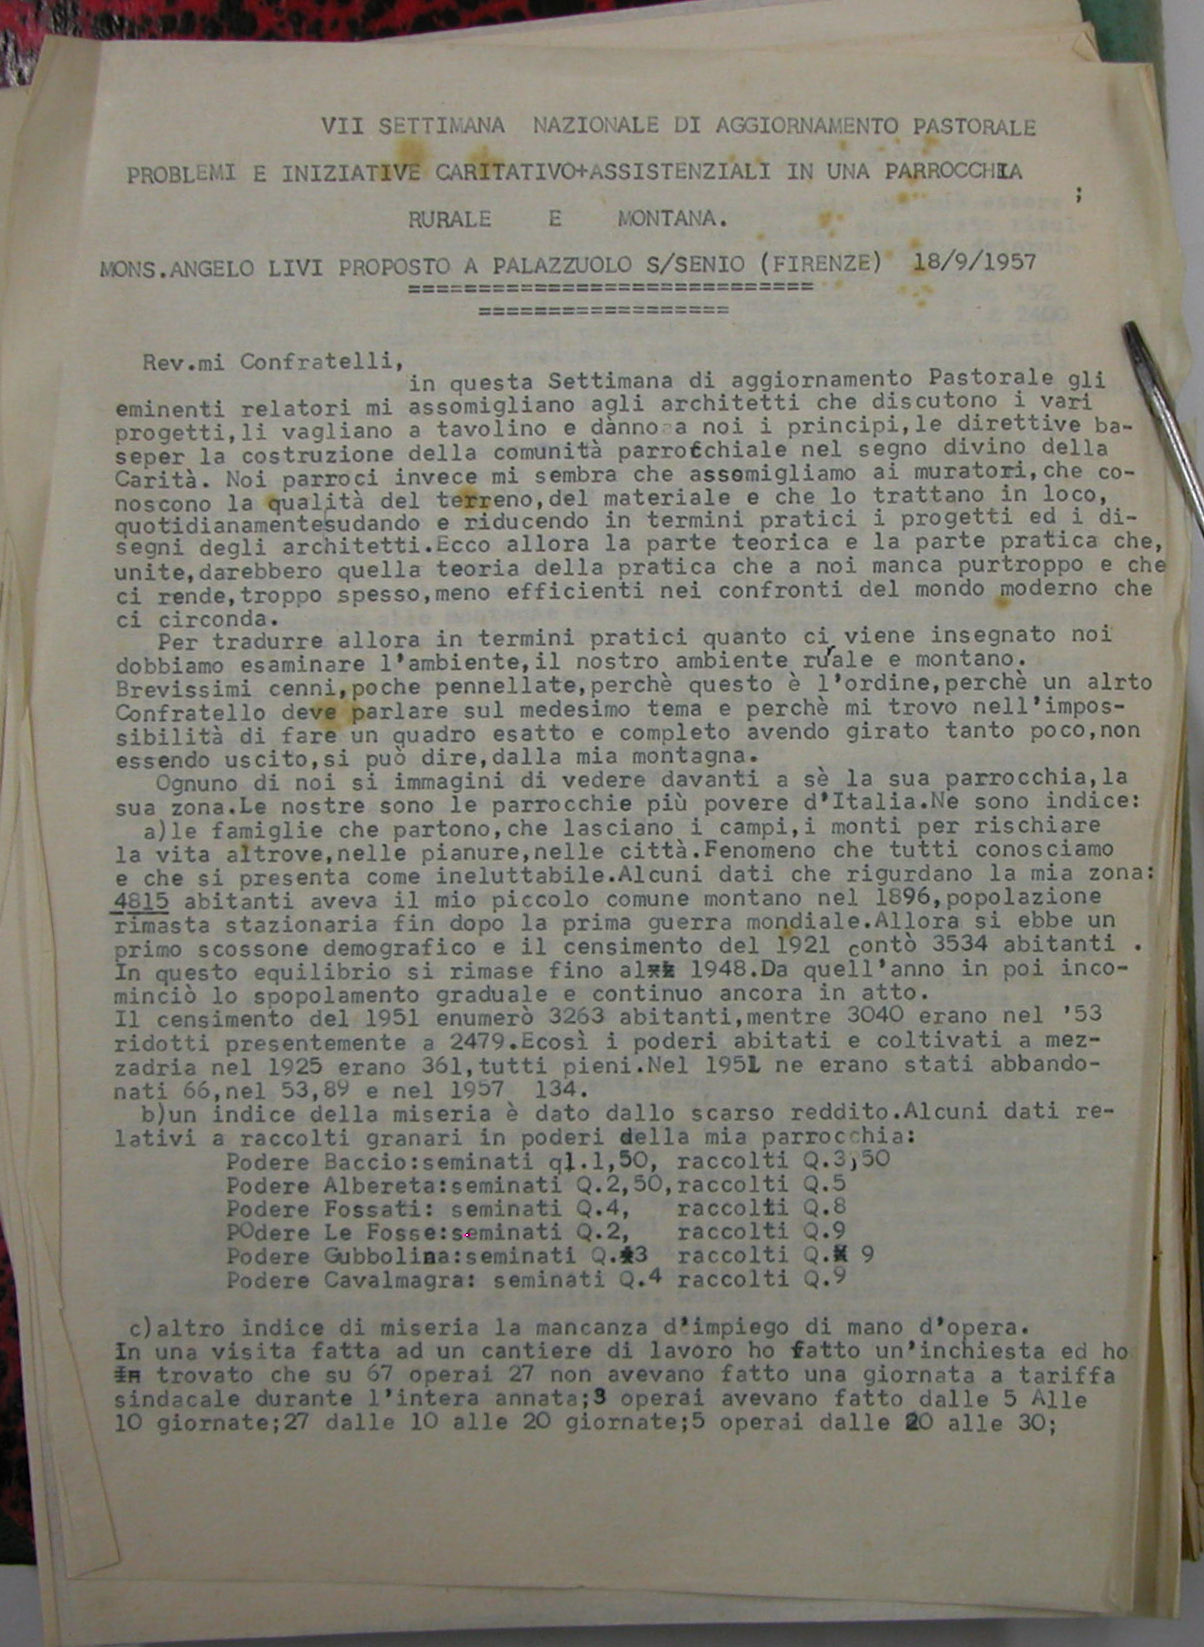 VII SETTIMANA NAZIONALE DI AGGIORNAMENTO PASTORALE
PROBLEMI E INIZIATIVE CARITATIVO+ASSISTENZIALI IN UNA PARROCCHIA
;
RURALE E MONTANA.
MONS.ANGELO LIVI PROPOSTO A PALAZZUOLO S/SENIO (FIRENZE) 18/9/1957
=============================
==================
Rev.mi Confratelli,
in questa Settimana di aggiornamento Pastorale gli
eminenti relatori mi assomigliano agli architetti che discutono i vari
progetti,li vagliano a tavolino e dànno a noi i principi,le direttive ba-
seper la costruzione della comunità parrocchiale nel segno divino della
Carità. Noi parroci invece mi sembra che assomigliamo ai muratori,che co-
noscono la qualità del terreno,del materiale e che lo trattano in loco,
quotidianamentesudando e riducendo in termini pratici i progetti ed i di-
segni degli architetti.Ecco allora la parte teorica e la parte pratica che,
unite,darebbero quella teoria della pratica che a noi manca purtroppo e che
ci rende,troppo spesso,meno efficienti nei confronti del mondo moderno che
ci circonda.
Per tradurre allora in termini pratici quanto ci viene insegnato noi
dobbiamo esaminare l'ambiente,il nostro ambiente rurale e montano.
Brevissimi cenni,poche pennellate,perchè questo è l'ordine,perchè un alrto
Confratello deve parlare sul medesimo tema e perchè mi trovo nell'impos-
sibilità di fare un quadro esatto e completo avendo girato tanto poco,non
essendo uscito,si può dire,dalla mia montagna.
Ognuno di noi si immagini di vedere davanti a sè la sua parrocchia,la
sua zona.Le nostre sono le parrocchie più povere d'Italia.Ne sono indice:
a)le famiglie che partono,che lasciano i campi,i monti per rischiare
la vita altrove,nelle pianure,nelle città.Fenomeno che tutti conosciamo
e che si presenta come ineluttabile.Alcuni dati che rigurdano la mia zona:
4815 abitanti aveva il mio piccolo comune montano nel 1896,popolazione
rimasta stazionaria fin dopo la prima guerra mondiale.Allora si ebbe un
primo scossone demografico e il censimento del 1921 contò 3534 abitanti .
In questo equilibrio si rimase fino al 1948.Da quell'anno in poi inco-
minciò lo spopolamento graduale e continuo ancora in atto.
Il censimento del 1951 enumerò 3263 abitanti,mentre 3040 erano nel '53
ridotti presentemente a 2479.Ecosì i poderi abitati e coltivati a mez-
zadria nel 1925 erano 361,tutti pieni.Nel 1951 ne erano stati abbando-
nati 66,nel 53,89 e nel 1957 134.
b)un indice della miseria è dato dallo scarso reddito.Alcuni dati re-
lativi a raccolti granari in poderi della mia parrocchia:
Podere Baccio:seminati ql.1,50, raccolti Q.3,50
Podere Albereta:seminati Q.2,50,raccolti Q.5
Podere Fossati: seminati Q.4, raccolti Q.8
POdere Le Fosse:seminati Q.2, raccolti Q.9
Podere Gubbolina:seminati Q.3 raccolti Q. 9
Podere Cavalmagra: seminati Q.4 raccolti Q.9
c)altro indice di miseria la mancanza d'impiego di mano d'opera.
In una visita fatta ad un cantiere di lavoro ho fatto un'inchiesta ed ho
trovato che su 67 operai 27 non avevano fatto una giornata a tariffa
sindacale durante l'intera annata;3 operai avevano fatto dalle 5 Alle
10 giornate;27 dalle 10 alle 20 giornate;5 operai dalle 20 alle 30;